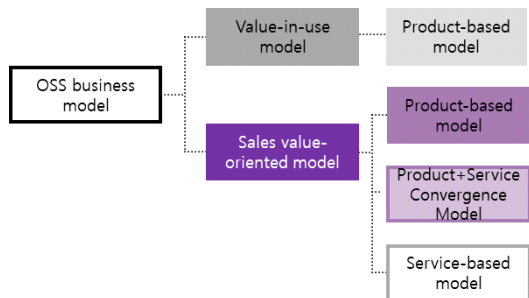 OSS business
model
Value-in-use
model
Product-based
model
Sales value-
oriented model
Product-based
model
Product+Service
Convergence
Model
Service-based
model